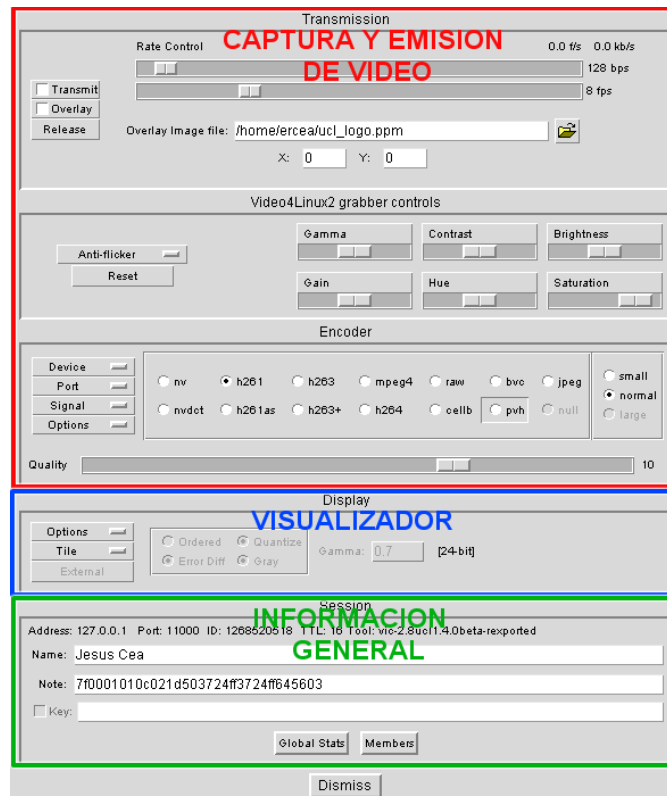 Transmission
Rate Control
CAPTURA Y EMISION
DE VIDEO
0.0 f/s 0.0 kb/s
128 bps
Transmit
8 fps
Overlay
Release
Overlay Image file: /home/ercea/ucl_logo.ppm
X: 0 Y: 0
Video4Linux2 grabber controls
Gamma Contrast Brightness
Anti-flicker
Reset
Gain Hue Saturation
Encoder
Device
Port
Signal
Options
nv h261 h263 mpeg4 raw bvc jpeg
nvdct h261as h263+ h264 cellb pvh null
small
normal
large
Quality 10
Display
VISUALIZADOR
Options
Tile
External
Ordered Quantize
Error Diff Gray
Gamma: 0.7 [24-bit]
Session
INFORMACION
GENERAL
Address: 127.0.0.1 Port: 11000 ID: 1268520518 TTL: 16 Tool: vic-2.8ucl1.4.0beta-rexported
Name: Jesus Cea
Note: 7f0001010c021d503724ff3724ff645603
Key:
Global Stats Members
Dismiss